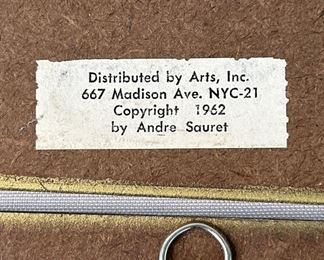 Distributed by Arts, Inc.
667 Madison Ave. NYC-21
Copyright 1962
by Andre Sauret